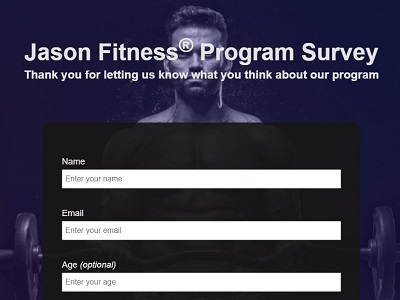 Jason Fitness® Program Survey
Thank you for letting us know what you think about our program
Name
Enter your name
Email
Enter your email
Age (optional)
Enter your age